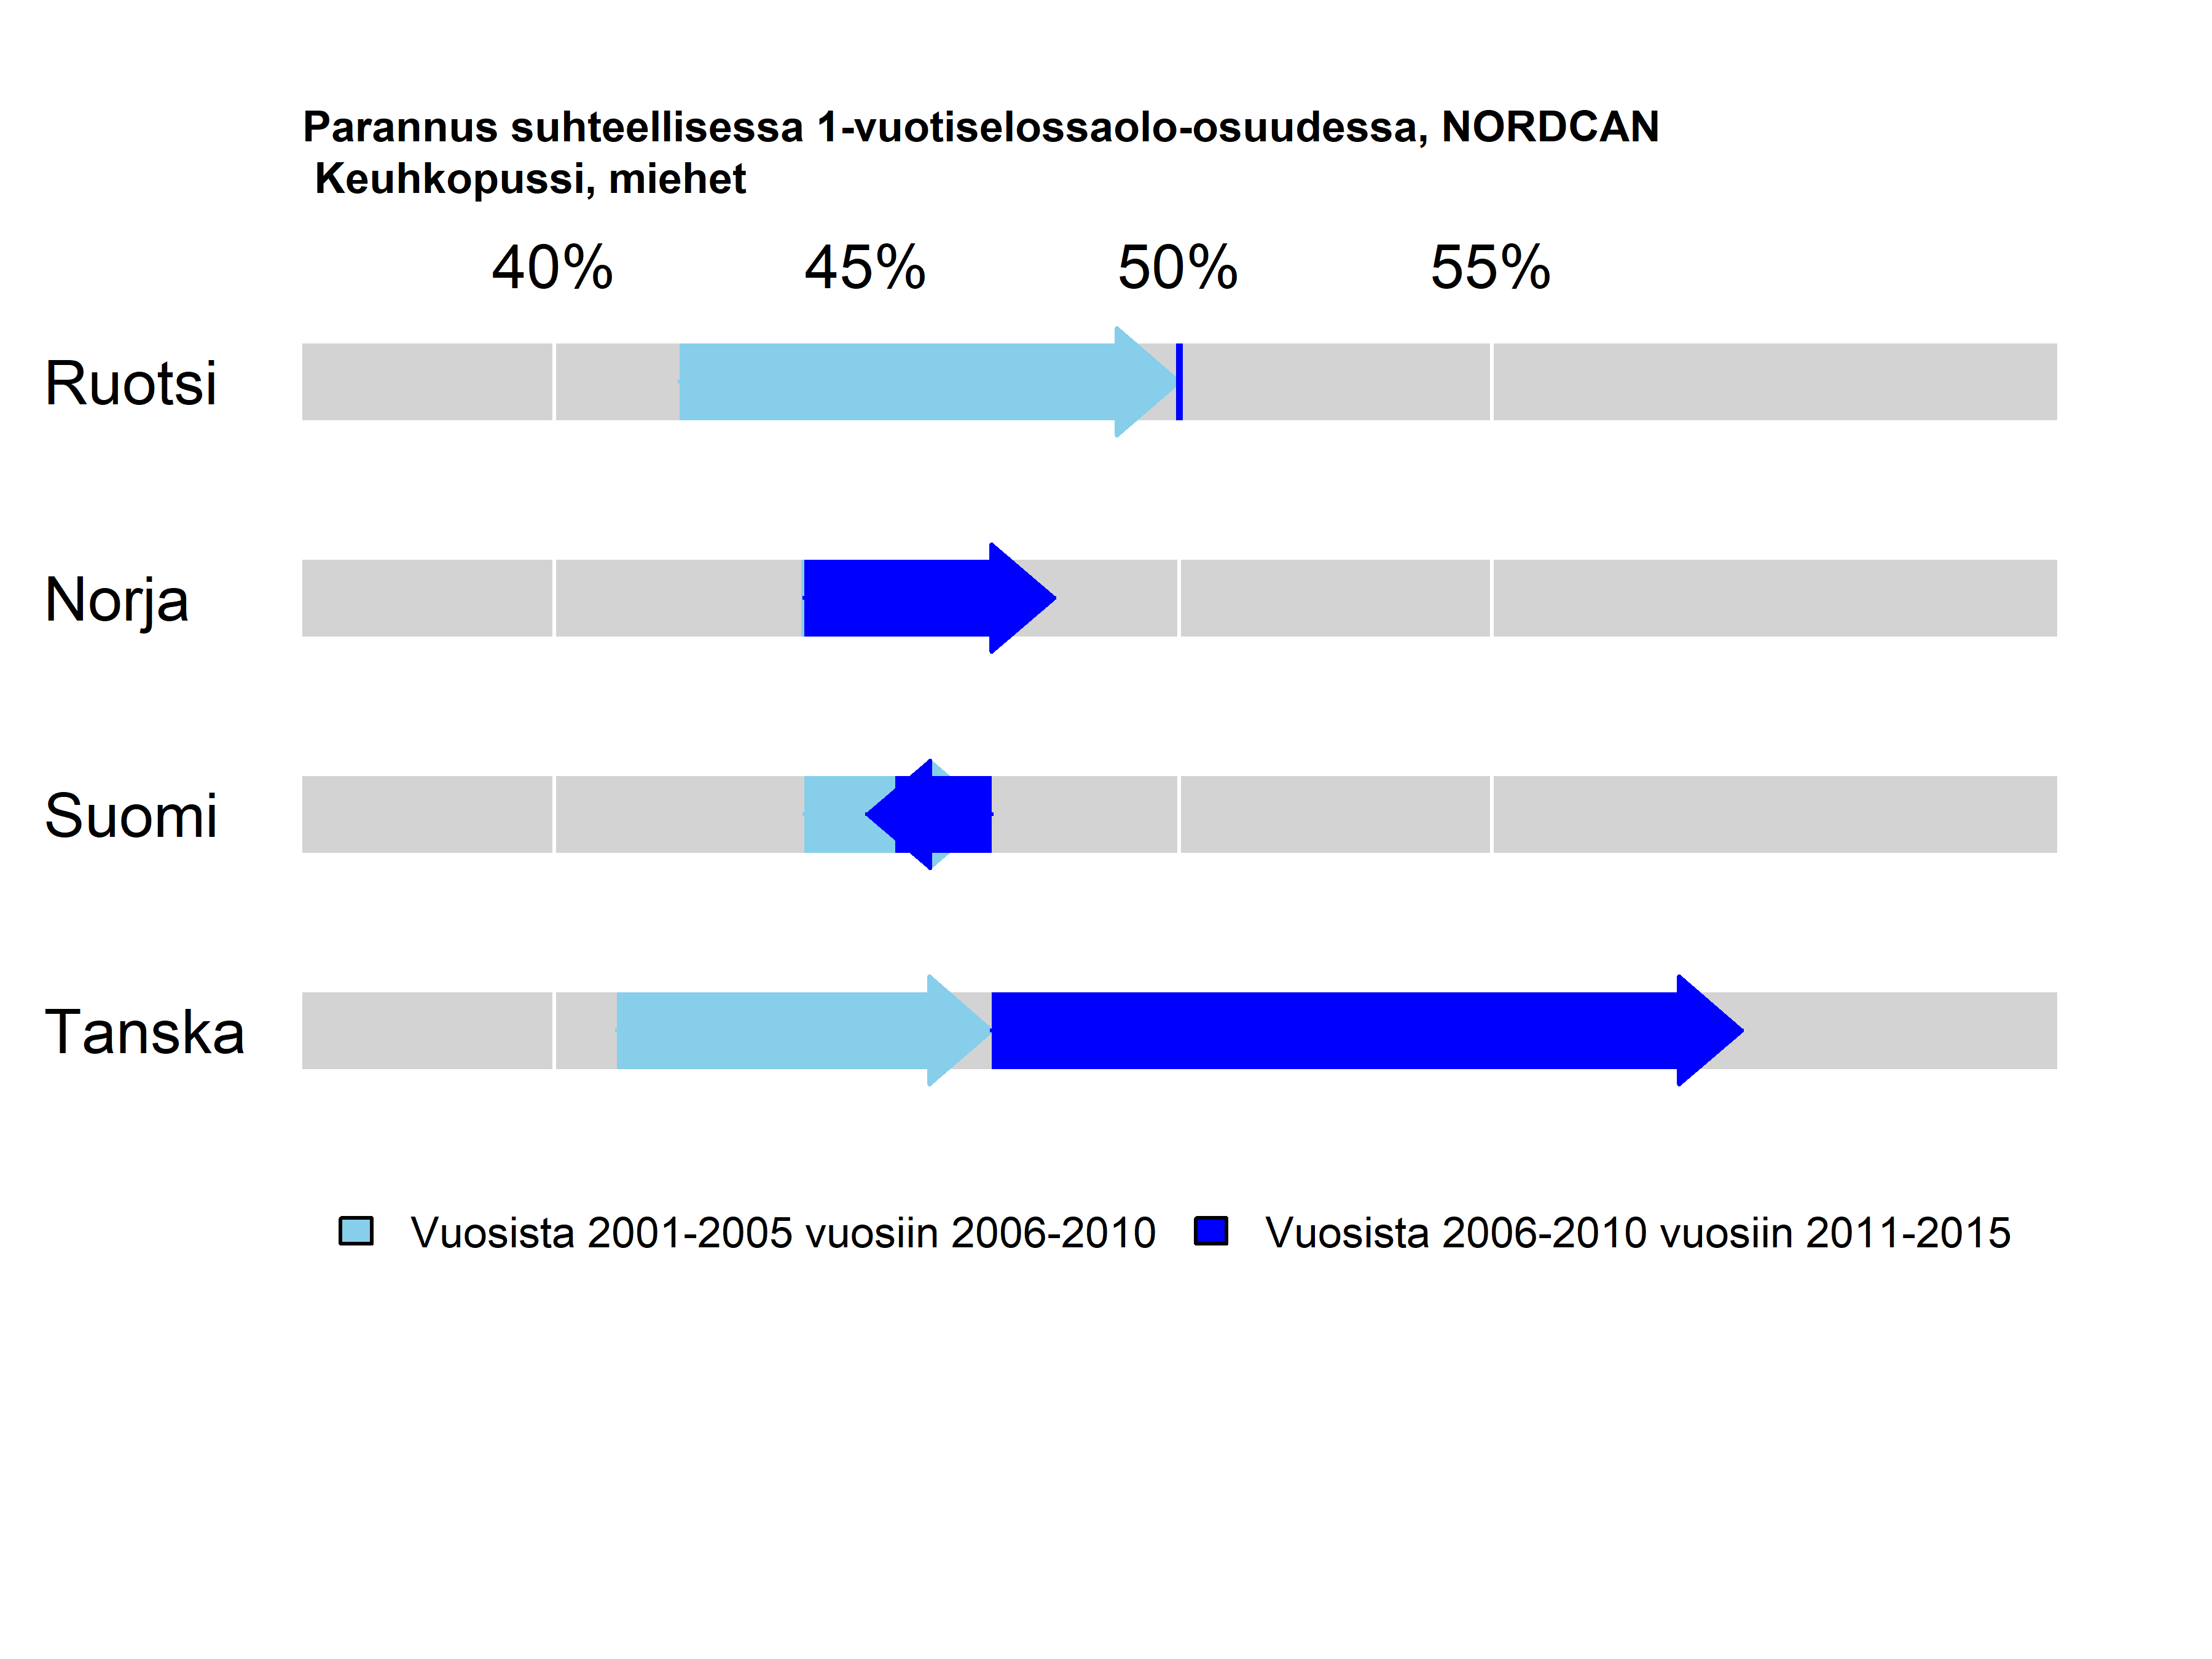 Parannus suhteellisessa 1-vuotiselossaolo-osuudessa, NORDCAN
Keuhkopussi, miehet
40% 45% 50% 55%
Ruotsi
Norja
Suomi
Tanska
Vuosista 2001-2005 vuosiin 2006-2010 Vuosista 2006-2010 vuosiin 2011-2015